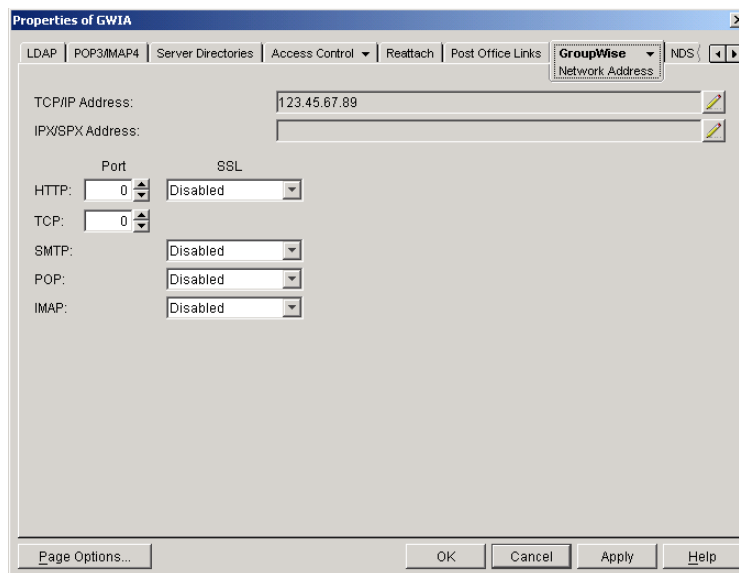 Properties of GWIA
LDAP POP3/IMAP4 Server Directories Access Control Reattach Post Office Links GroupWise NDS
Network Address
TCP/IP Address: 123.45.67.89
IPX/SPX Address:
Port SSL
HTTP: 0 Disabled
TCP: 0
SMTP: Disabled
POP: Disabled
IMAP: Disabled
Page Options... OK Cancel Apply Help